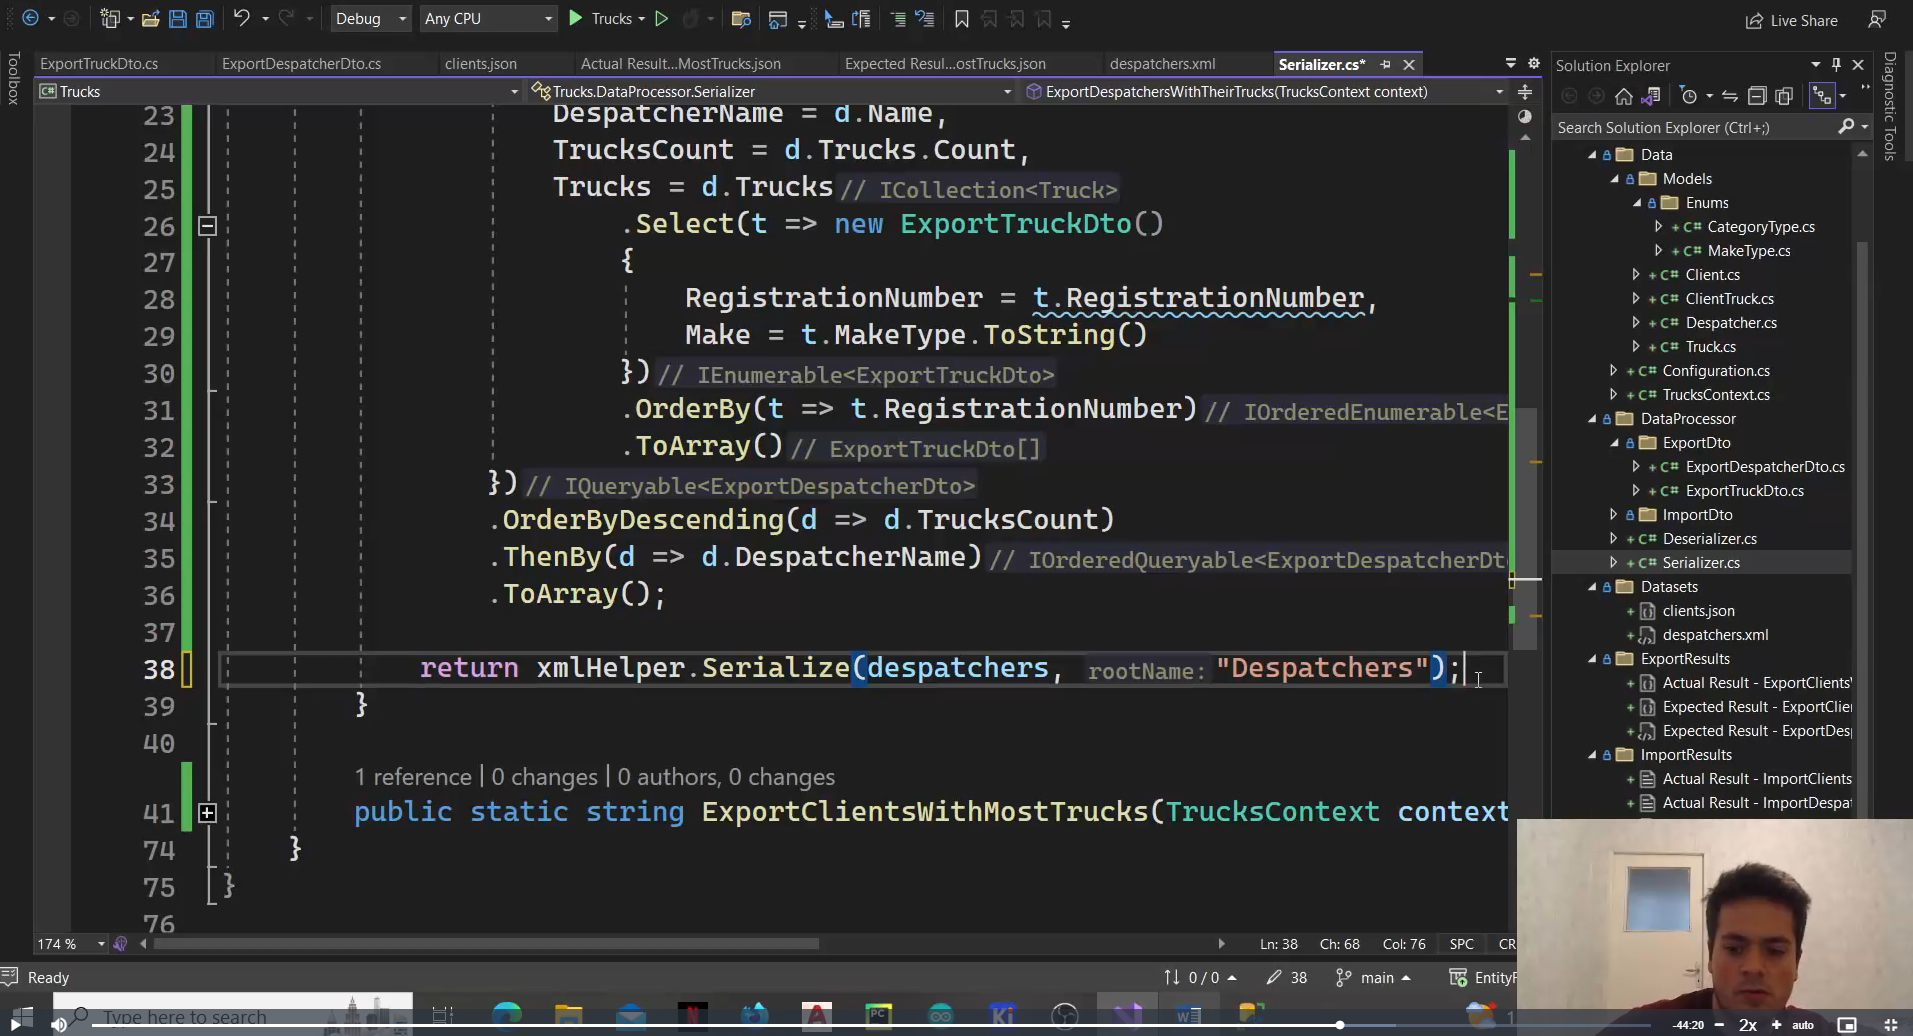 Debug
Any CPU
Trucks
Live Share
Toolbox
ExportTruckDto.cs
ExportDespatcherDto.cs
clients.json
Actual Result...MostTrucks.json
Expected Resul...ostTrucks.json
despatchers.xml
Serializer.cs*
Trucks
Trucks.DataProcessor.Serializer
ExportDespatchersWithTheirTrucks(TrucksContext context)
23 DespatcherName = d.Name,
24 TrucksCount = d.Trucks.Count,
25 Trucks = d.Trucks // ICollection<Truck>
26 .Select(t => new ExportTruckDto()
27 {
28 RegistrationNumber = t.RegistrationNumber,
29 Make = t.MakeType.ToString()
30 }) // IEnumerable<ExportTruckDto>
31 .OrderBy(t => t.RegistrationNumber) // IOrderedEnumerable<E
32 .ToArray() // ExportTruckDto[]
33 }) // IQueryable<ExportDespatcherDto>
34 .OrderByDescending(d => d.TrucksCount)
35 .ThenBy(d => d.DespatcherName) // IOrderedQueryable<ExportDespatcherDto
36 .ToArray();
37
38 return xmlHelper.Serialize(despatchers, rootName: "Despatchers");
39 }
40
1 reference | 0 changes | 0 authors, 0 changes
41 public static string ExportClientsWithMostTrucks(TrucksContext context
74 }
75 }
76
174 %
Ln: 38 Ch: 68 Col: 76 SPC CR
Ready
0 / 0
38
main
EntityF
Solution Explorer
Search Solution Explorer (Ctrl+;)
Data
Models
Enums
CategoryType.cs
MakeType.cs
Client.cs
ClientTruck.cs
Despatcher.cs
Truck.cs
Configuration.cs
TrucksContext.cs
DataProcessor
ExportDto
ExportDespatcherDto.cs
ExportTruckDto.cs
ImportDto
Deserializer.cs
Serializer.cs
Datasets
clients.json
despatchers.xml
ExportResults
Actual Result - ExportClients
Expected Result - ExportClie
Expected Result - ExportDes
ImportResults
Actual Result - ImportClients
Actual Result - ImportDespat
Diagnostic Tools
Type here to search
-44:20
2x
auto